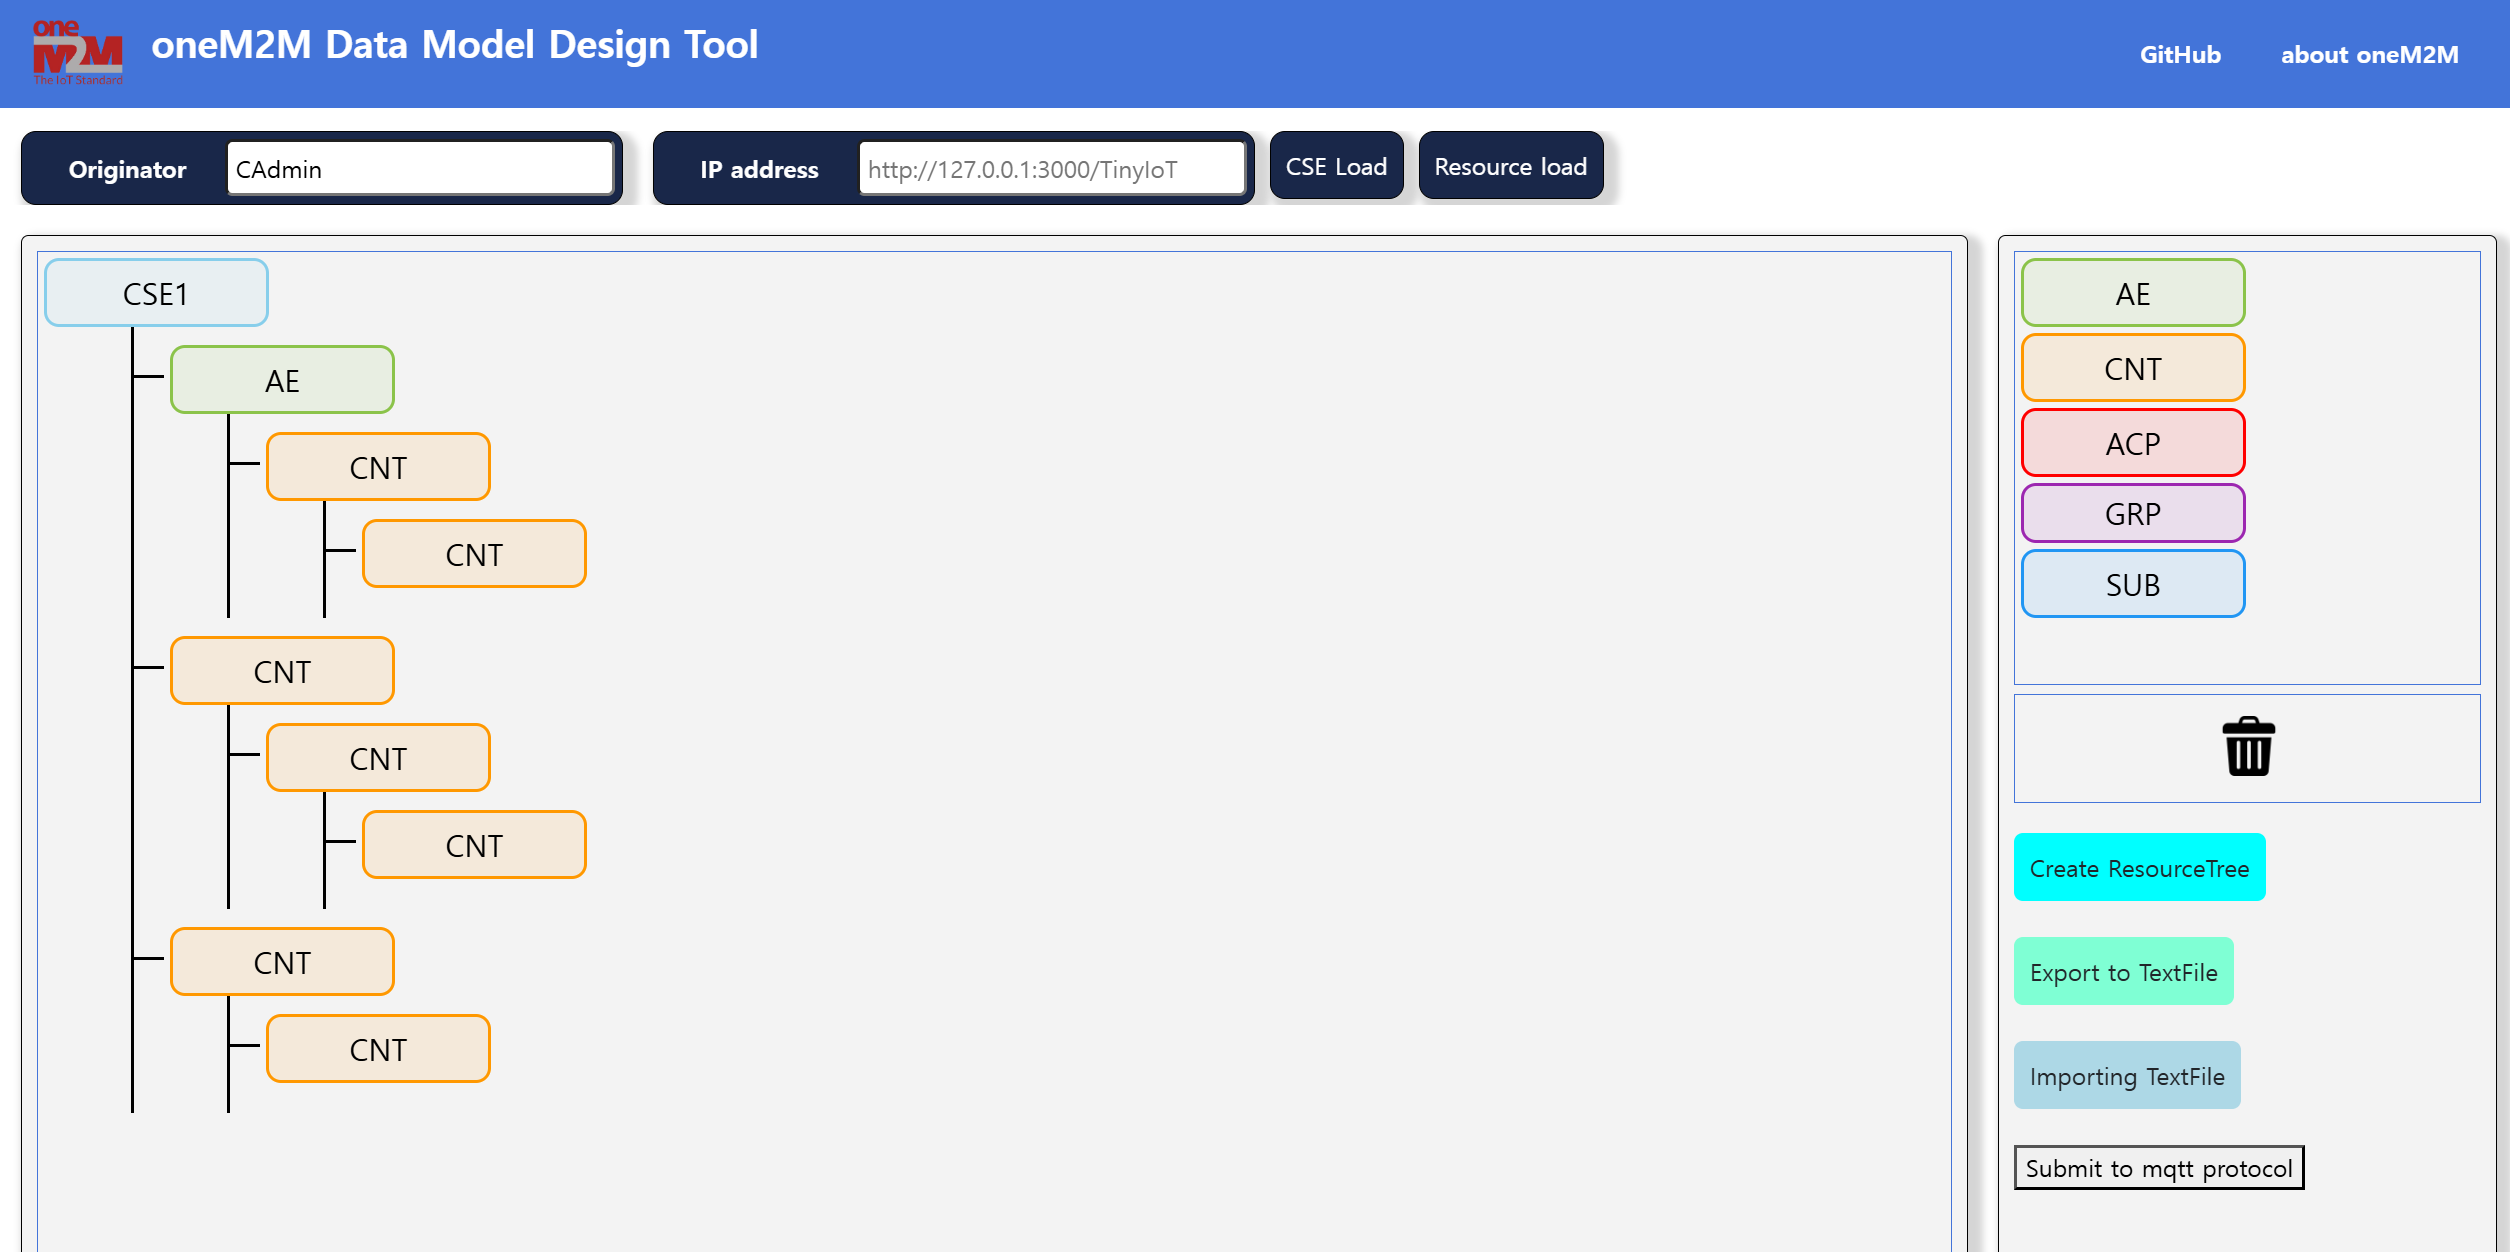 one
M2M
The IoT Standard
oneM2M Data Model Design Tool
GitHub
about oneM2M
Originator
CAdmin
IP address
http://127.0.0.1:3000/TinyIoT
CSE Load
Resource load
CSE1
AE
CNT
CNT
CNT
CNT
CNT
CNT
CNT
AE
CNT
ACP
GRP
SUB
Create ResourceTree
Export to TextFile
Importing TextFile
Submit to mqtt protocol